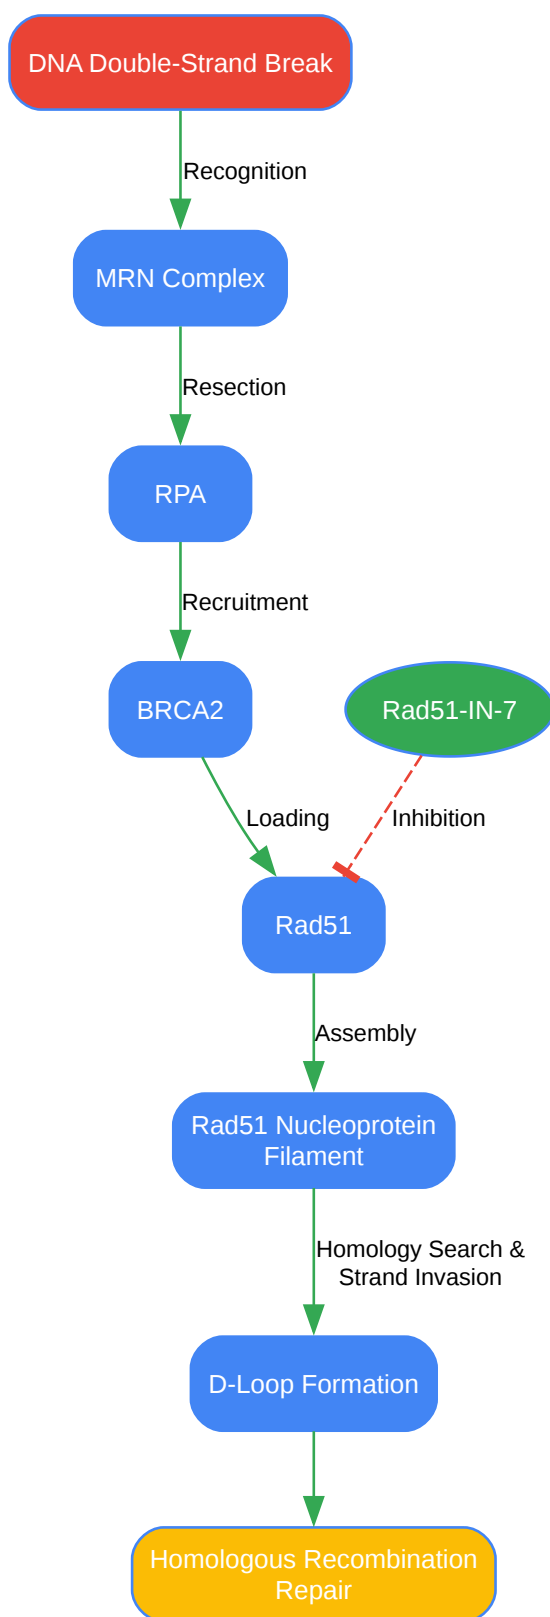 DNA Double-Strand Break
Recognition
MRN Complex
Resection
RPA
Recruitment
BRCA2
Rad51-IN-7
Loading
Inhibition
Rad51
Assembly
Rad51 Nucleoprotein
Filament
Homology Search &
Strand Invasion
D-Loop Formation
Homologous Recombination
Repair